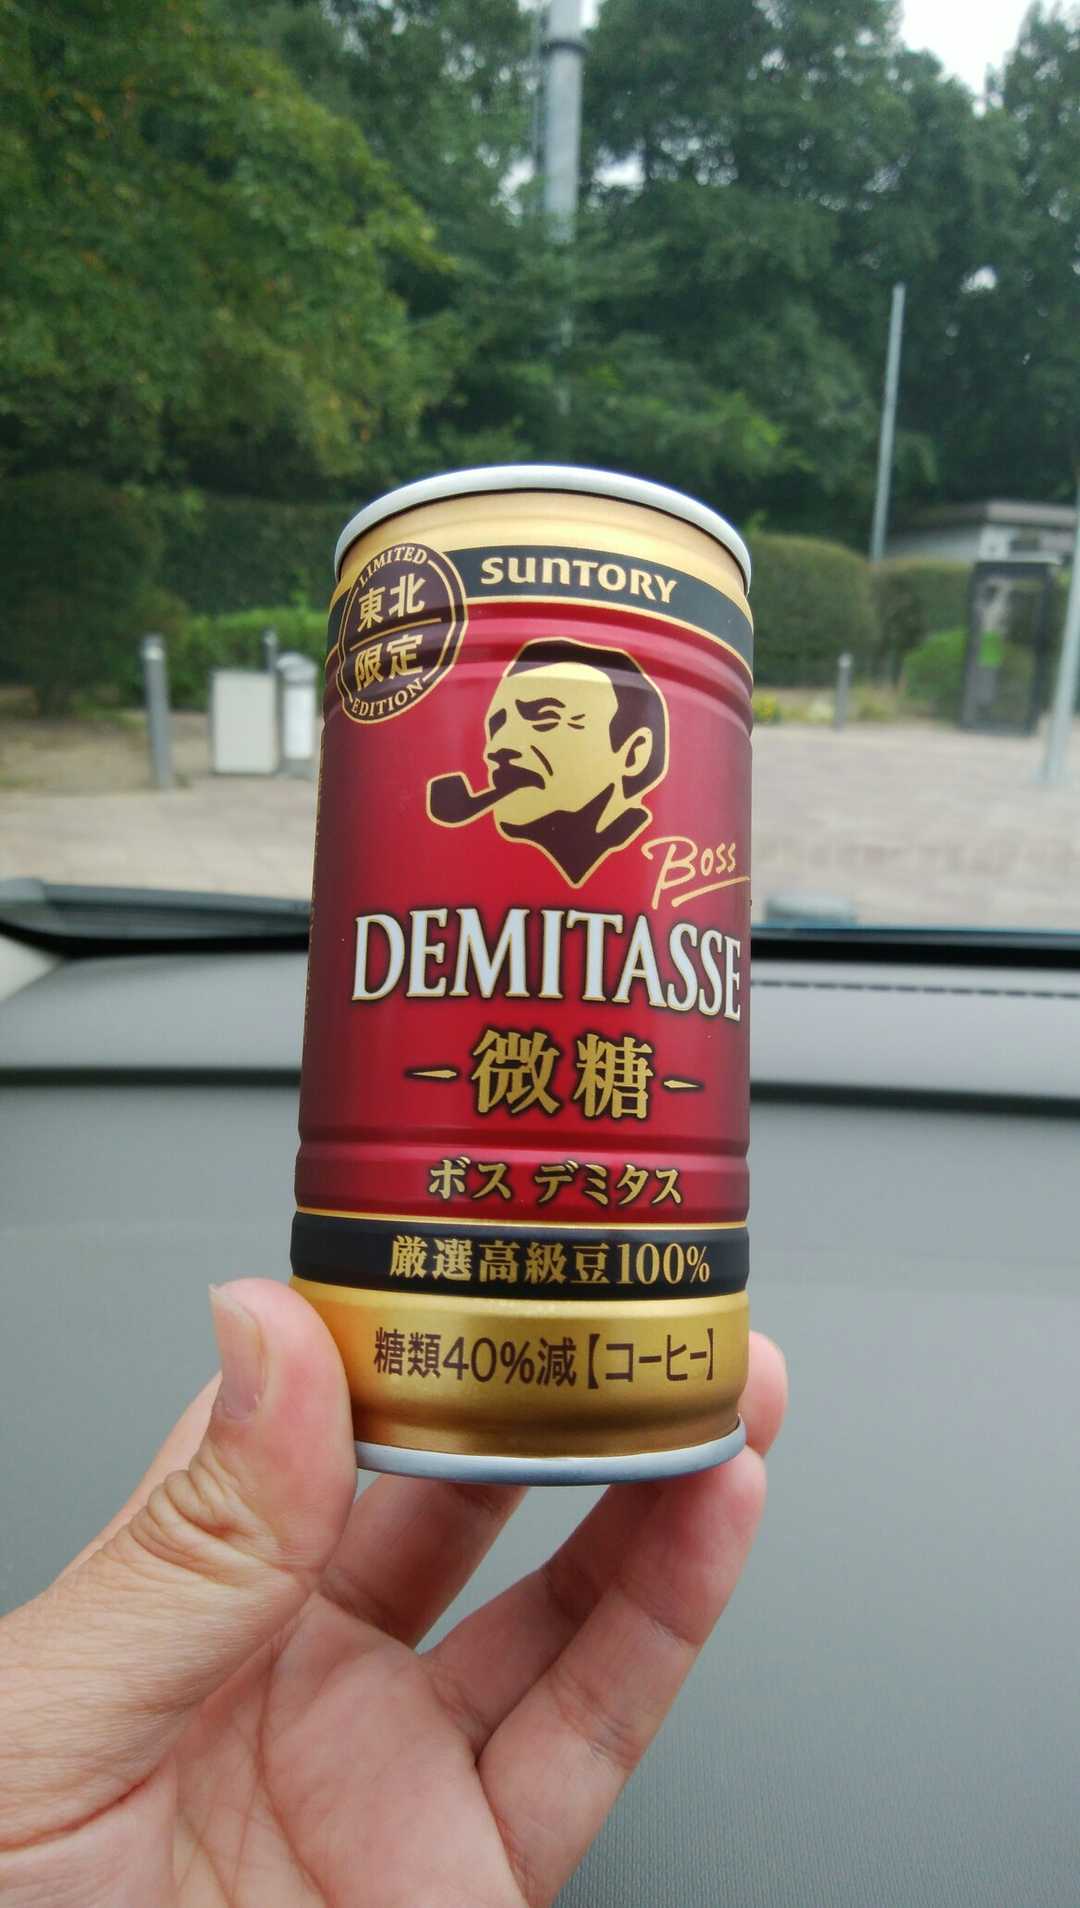 LIMITED
東北
限定
EDITION
SUNTORY
Boss
DEMITASSE
微糖
ボス デミタス
厳選高級豆100%
糖類40%減【コーヒー】